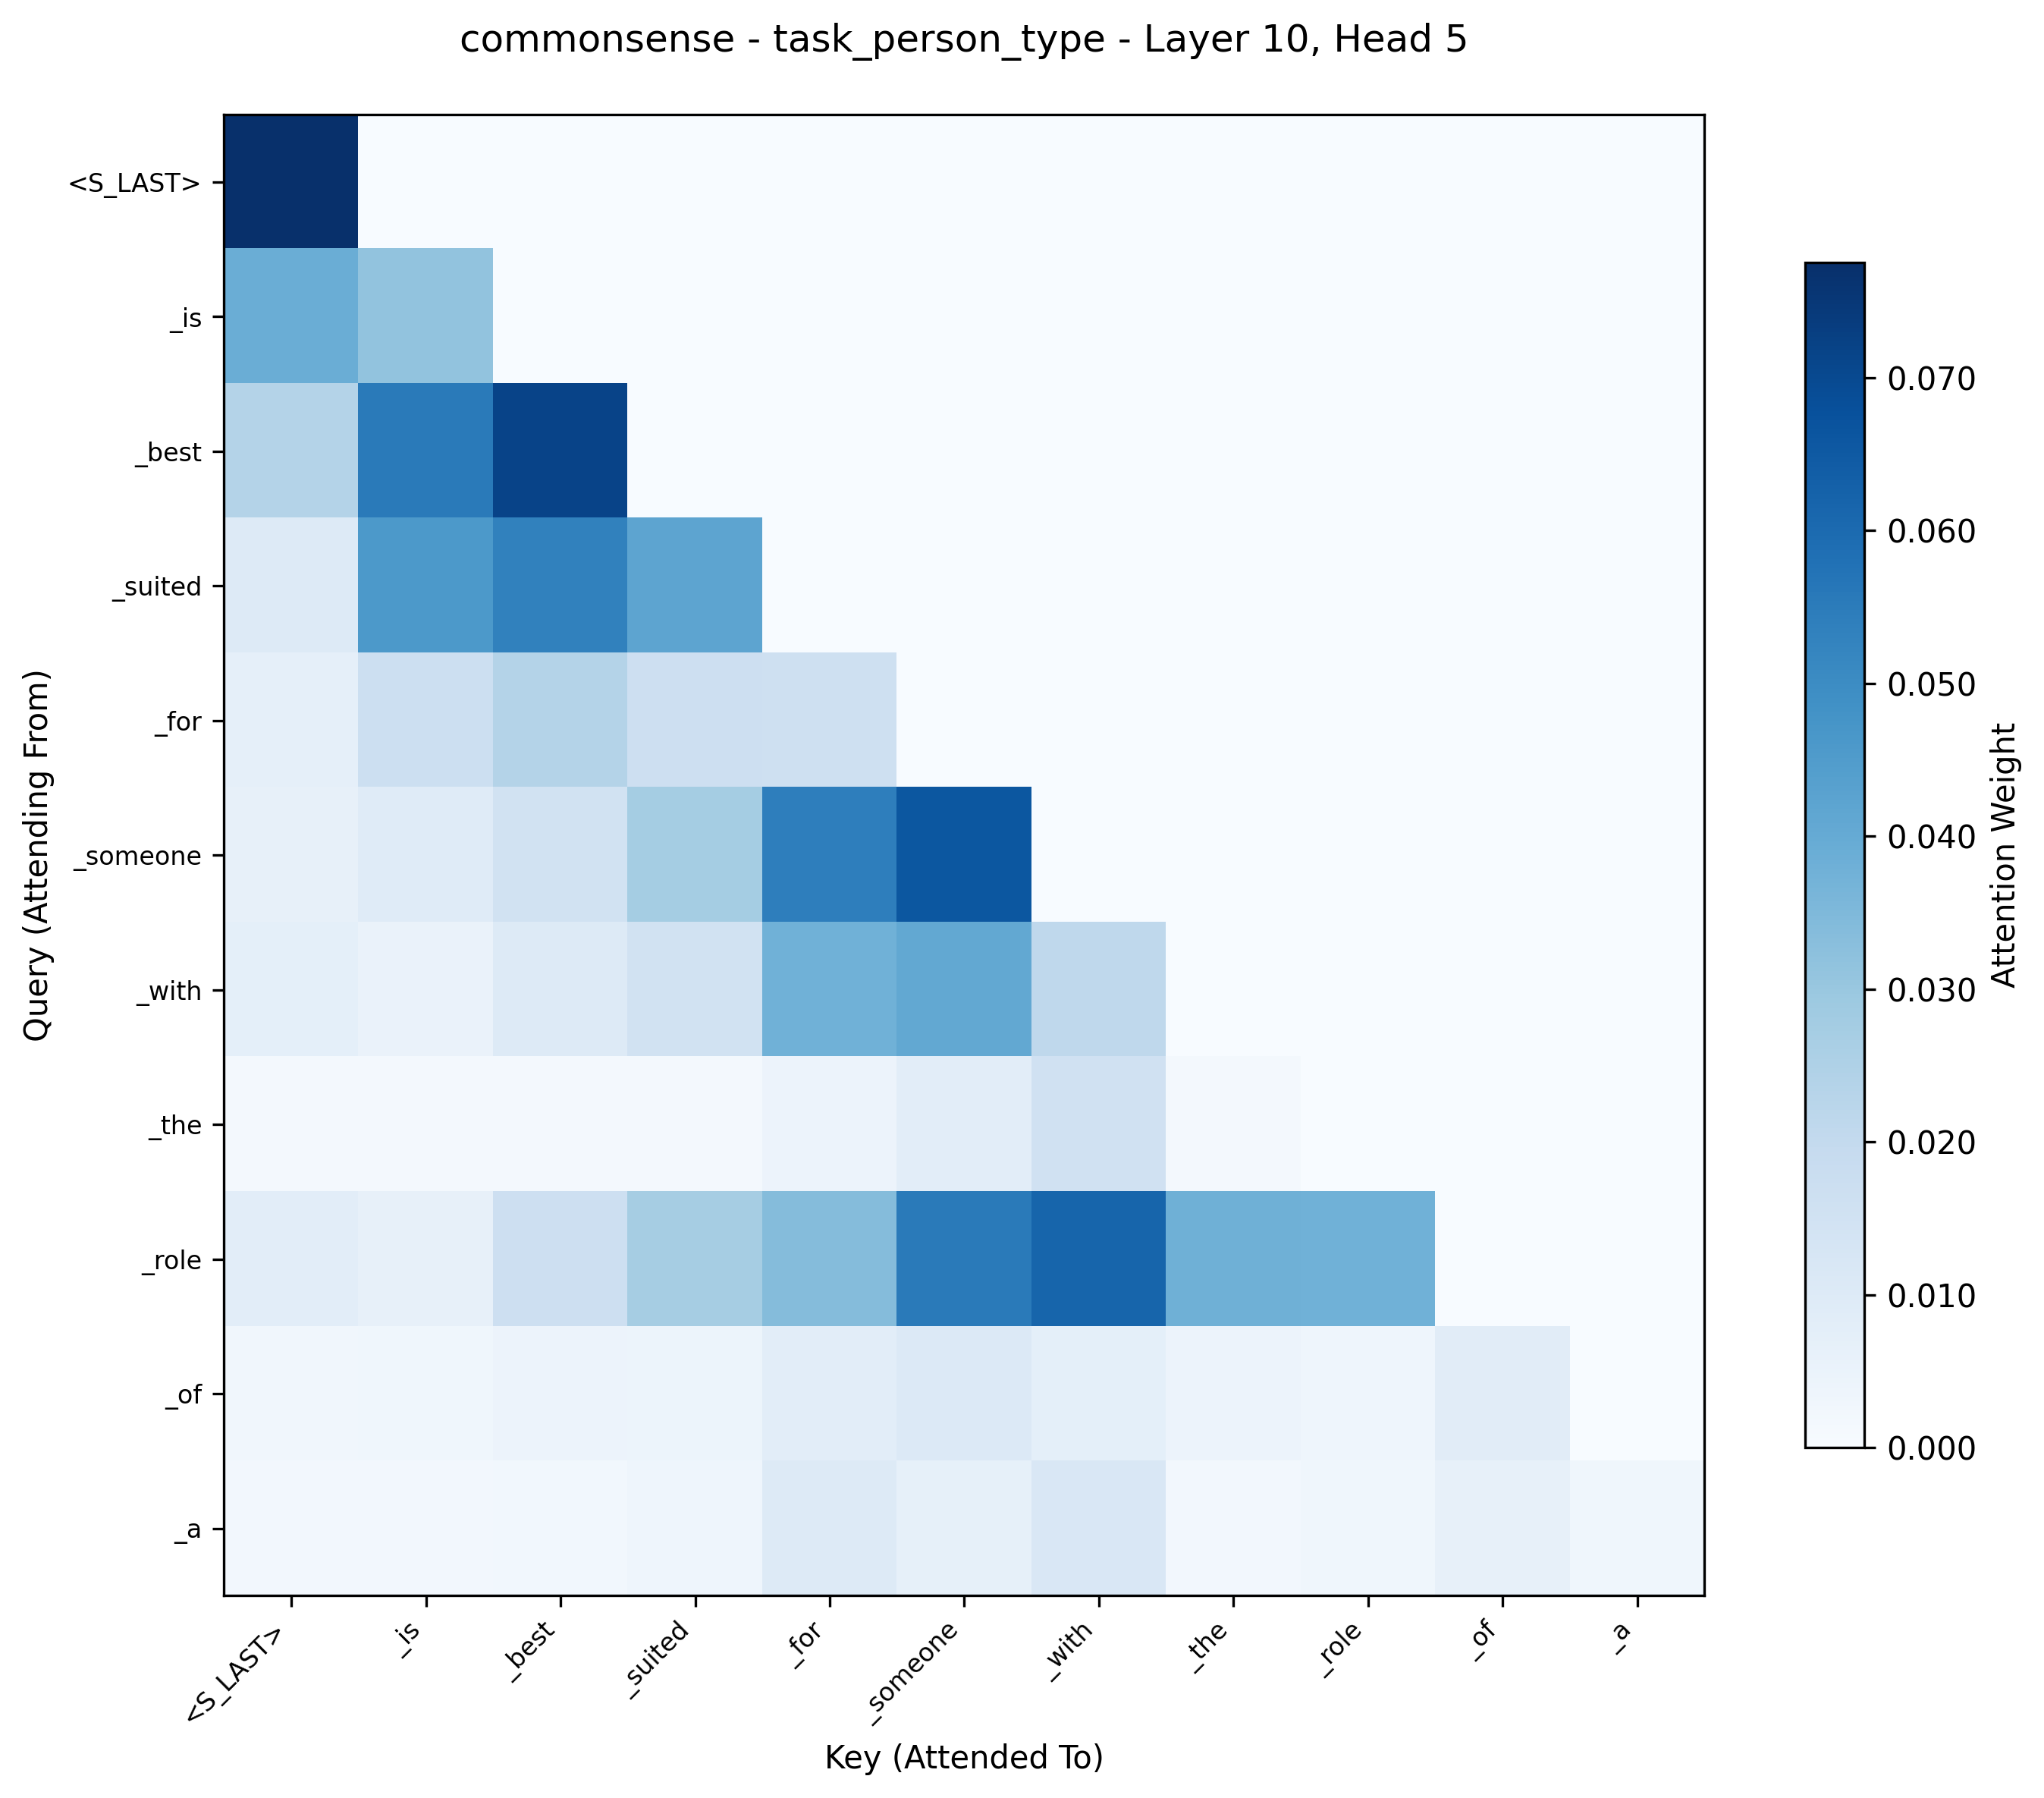 commonsense - task_person_type - Layer 10, Head 5
Query (Attending From)
<S_LAST>
_is
_best
_suited
_for
_someone
_with
_the
_role
_of
_a
<S_LAST>
_is
_best
_suited
_for
_someone
_with
_the
_role
_of
_a
Key (Attended To)
0.070
0.060
0.050
0.040
0.030
0.020
0.010
0.000
Attention Weight